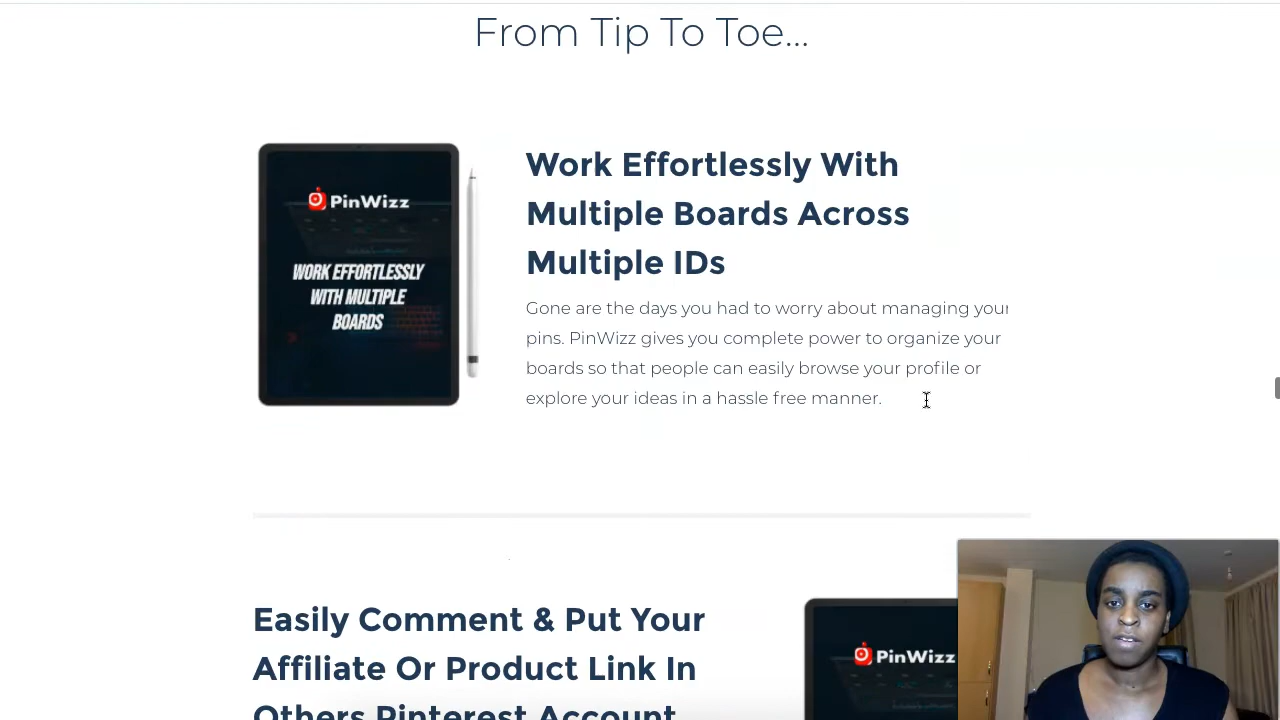 From Tip To Toe...
PinWizz
WORK EFFORTLESSLY
WITH MULTIPLE
BOARDS
Work Effortlessly With
Multiple Boards Across
Multiple IDs
Gone are the days you had to worry about managing your
pins. PinWizz gives you complete power to organize your
boards so that people can easily browse your profile or
explore your ideas in a hassle free manner.
Easily Comment & Put Your
Affiliate Or Product Link In
Others Pinterest Account
PinWizz